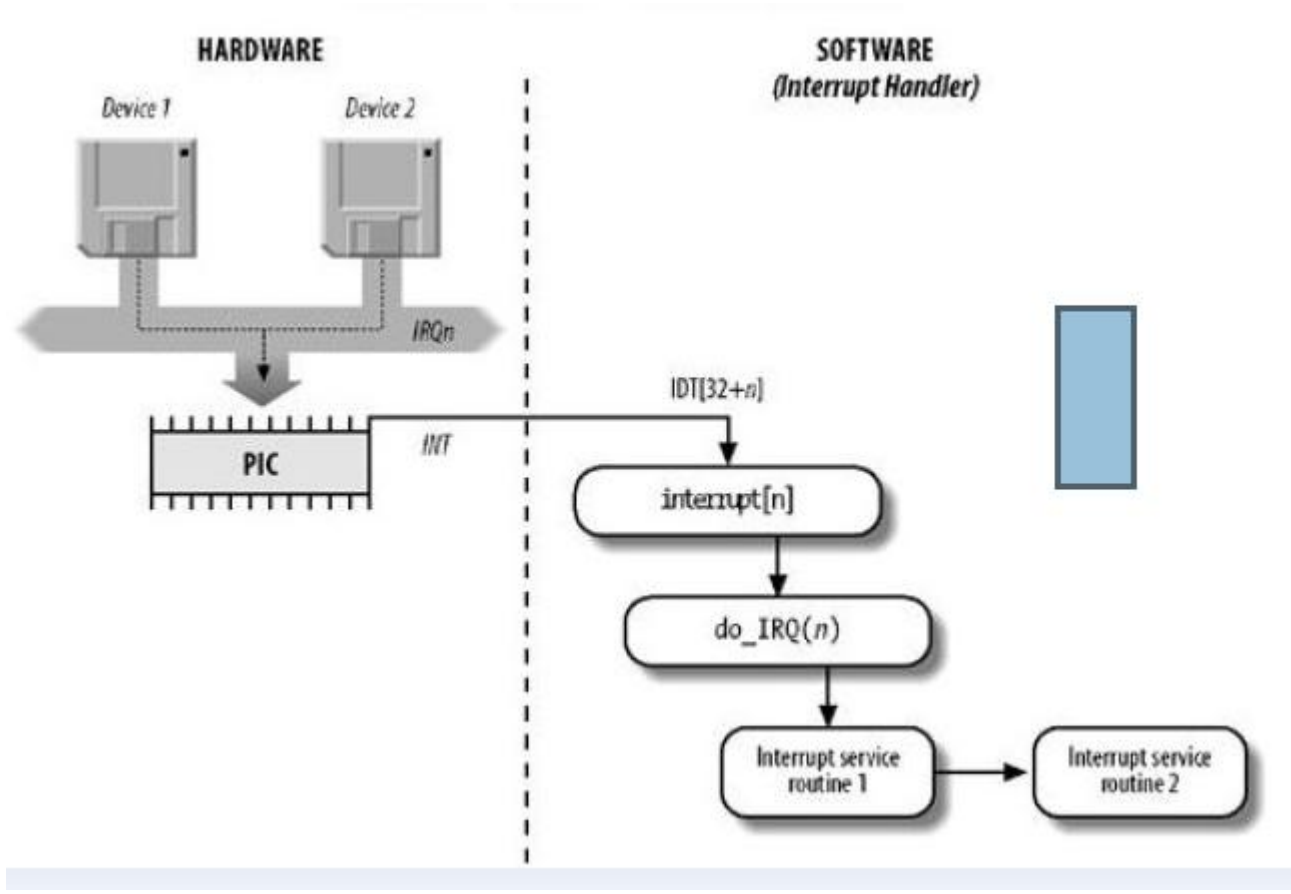 HARDWARE
SOFTWARE
(Interrupt Handler)
Device 1
Device 2
IRQn
IDT[32+n]
INT
PIC
interrupt[n]
do_IRQ(n)
Interrupt service
routine 1
Interrupt service
routine 2